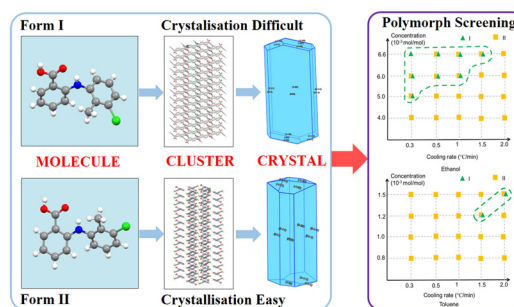 Form I
Crystalisation Difficult
MOLECULE
CLUSTER
CRYSTAL
Form II
Crystallisation Easy
Polymorph Screening
Concentration
(10⁻² mol/mol)
I
II
6.6
6.0
5.0
4.0
0.3
0.5
1
1.5
2.0
Cooling rate (℃/min)
Ethanol
Concentration
(10⁻³ mol/mol)
I
II
1.5
1.2
1.0
0.8
0.3
0.5
1
1.5
2.0
Cooling rate (℃/min)
Toluene